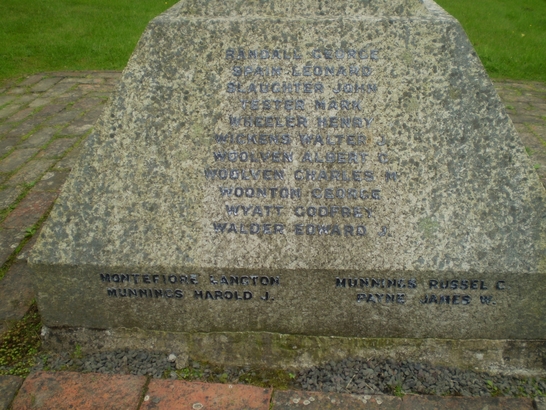 RANDALL GEORGE
SPAIN LEONARD
SLAUGHTER JOHN
TESTER MARK
WHEELER HENRY
WICKENS WALTER J.
WOOLVEN ALBERT C.
WOOLVEN CHARLES W.
WOONTON GEORGE
WYATT GODFREY
WALDER EDWARD J.
MONTEFIORE LANGTON
MUNNINGS HAROLD J.
MUNNINGS RUSSEL C.
PAYNE JAMES W.